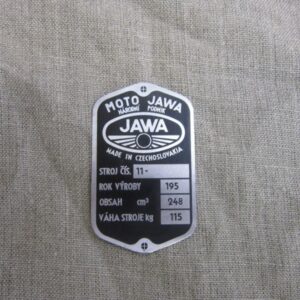 MOTO JAWA
NÁRODNÍ PODNIK
JAWA
MADE IN CZECHOSLOVAKIA
STROJ ČÍS. 11-
ROK VÝROBY 195
OBSAH cm³ 248
VÁHA STROJE kg 115